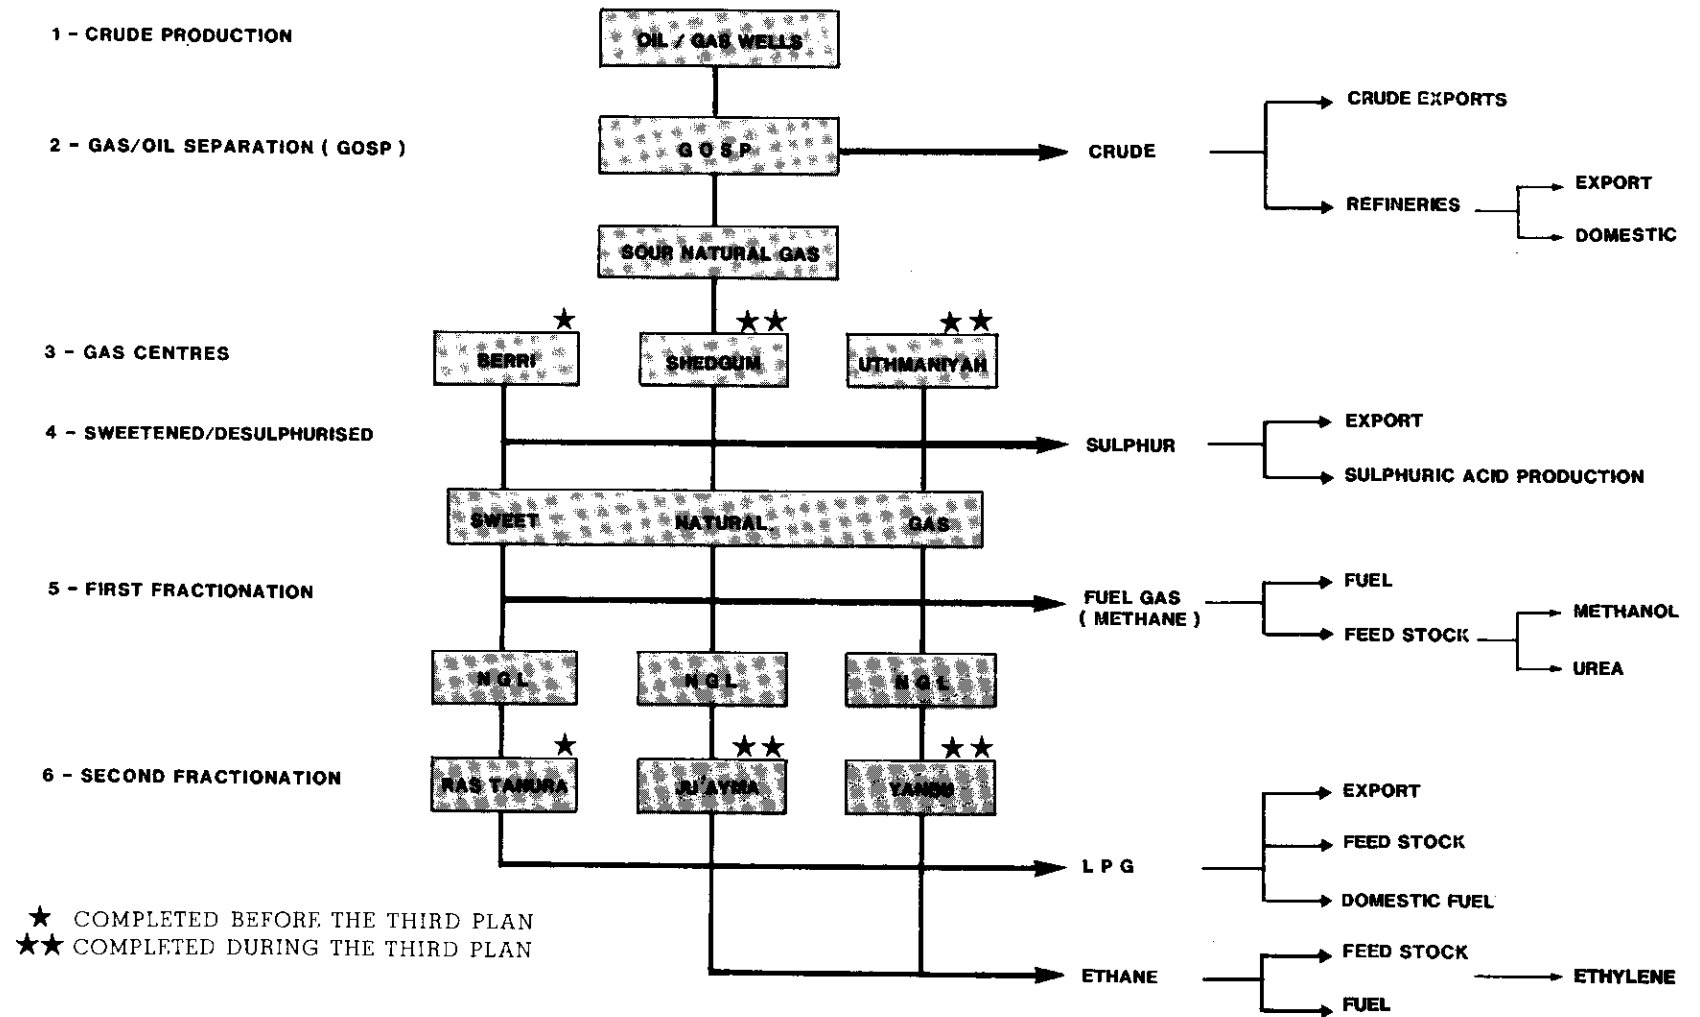 1 - CRUDE PRODUCTION
OIL / GAS WELLS
CRUDE EXPORTS
2 - GAS/OIL SEPARATION ( GOSP )
G O S P
CRUDE
EXPORT
REFINERIES
DOMESTIC
SOUR NATURAL GAS
★
★★
★★
3 - GAS CENTRES
BERRI
SHEDGUM
UTHMANIYAH
4 - SWEETENED/DESULPHURISED
EXPORT
SULPHUR
SULPHURIC ACID PRODUCTION
SWEET NATURAL GAS
5 - FIRST FRACTIONATION
FUEL GAS
( METHANE )
FUEL
METHANOL
FEED STOCK
UREA
N G L
N G L
N G L
★
★★
★★
6 - SECOND FRACTIONATION
RAS TANURA
JU'AYMA
YANBU
EXPORT
FEED STOCK
L P G
DOMESTIC FUEL
★ COMPLETED BEFORE THE THIRD PLAN
★★ COMPLETED DURING THE THIRD PLAN
FEED STOCK
ETHANE
ETHYLENE
FUEL